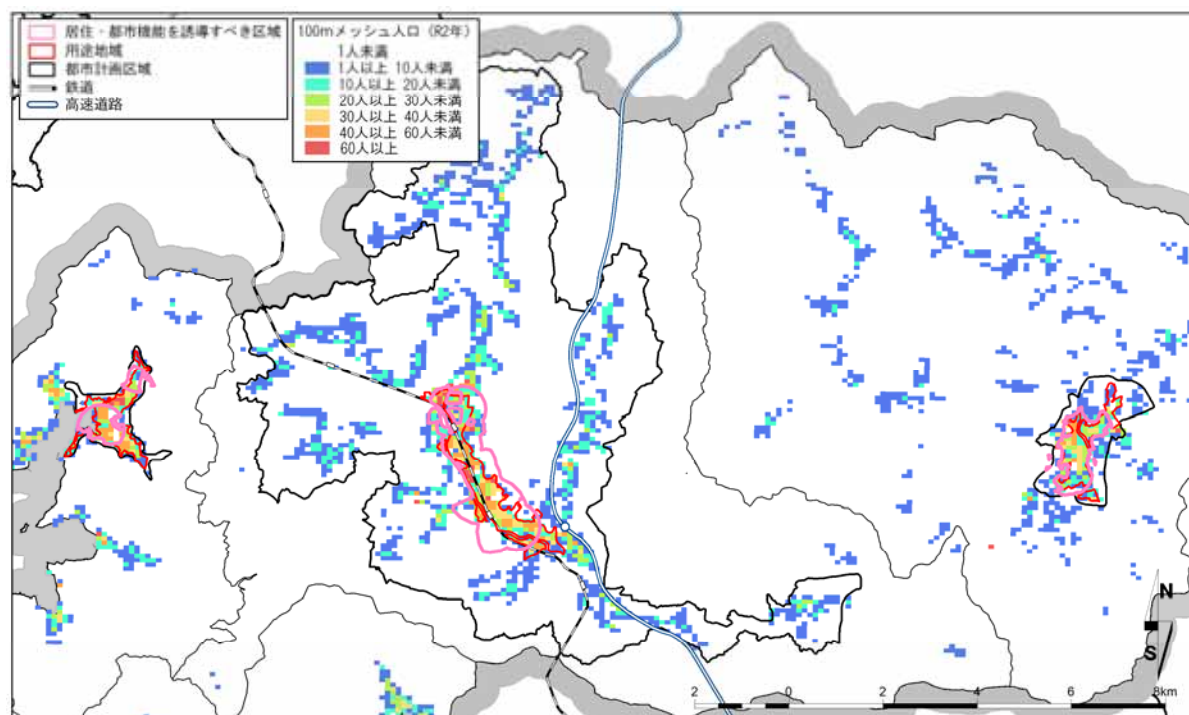 居住・都市機能を誘導すべき区域
用途地域
都市計画区域
鉄道
高速道路
100mメッシュ人口（R2年）
1人未満
1人以上 10人未満
10人以上 20人未満
20人以上 30人未満
30人以上 40人未満
40人以上 60人未満
60人以上
N
S
2 0 2 4 6 8km